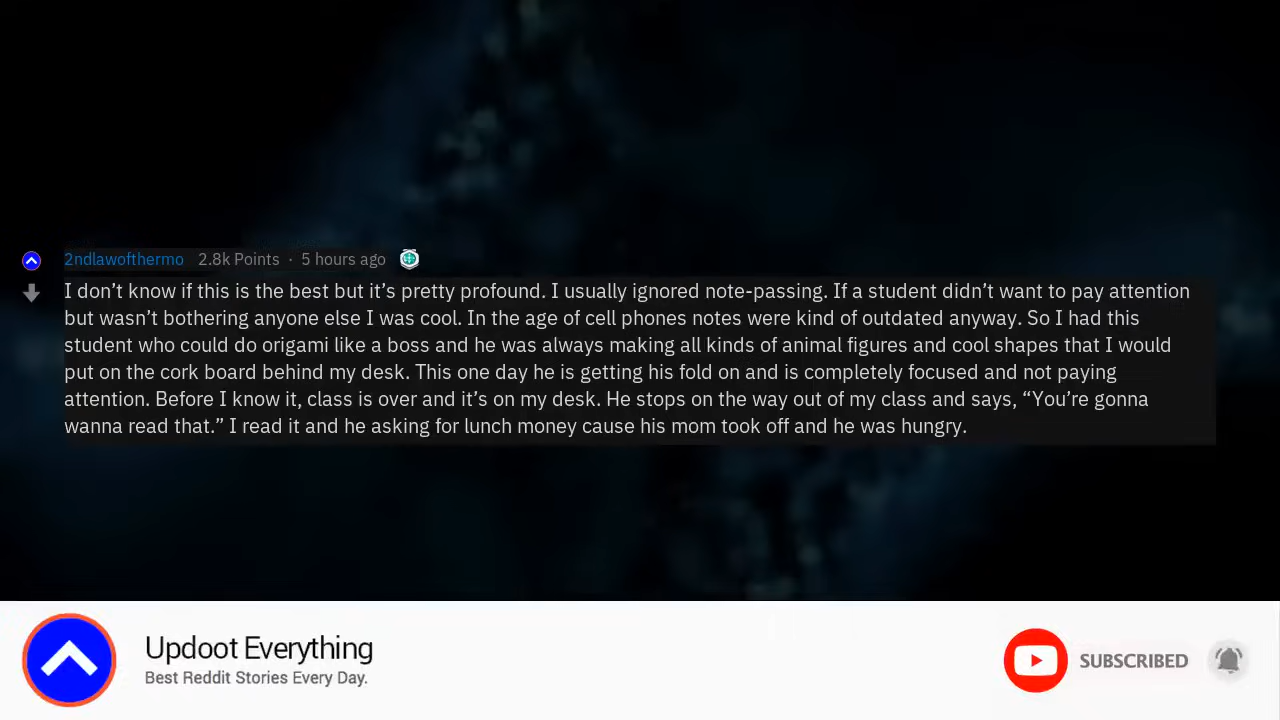 2ndlawofthermo 2.8k Points · 5 hours ago
I don’t know if this is the best but it’s pretty profound. I usually ignored note-passing. If a student didn’t want to pay attention
but wasn’t bothering anyone else I was cool. In the age of cell phones notes were kind of outdated anyway. So I had this
student who could do origami like a boss and he was always making all kinds of animal figures and cool shapes that I would
put on the cork board behind my desk. This one day he is getting his fold on and is completely focused and not paying
attention. Before I know it, class is over and it’s on my desk. He stops on the way out of my class and says, “You’re gonna
wanna read that.” I read it and he asking for lunch money cause his mom took off and he was hungry.
Updoot Everything
Best Reddit Stories Every Day.
SUBSCRIBED